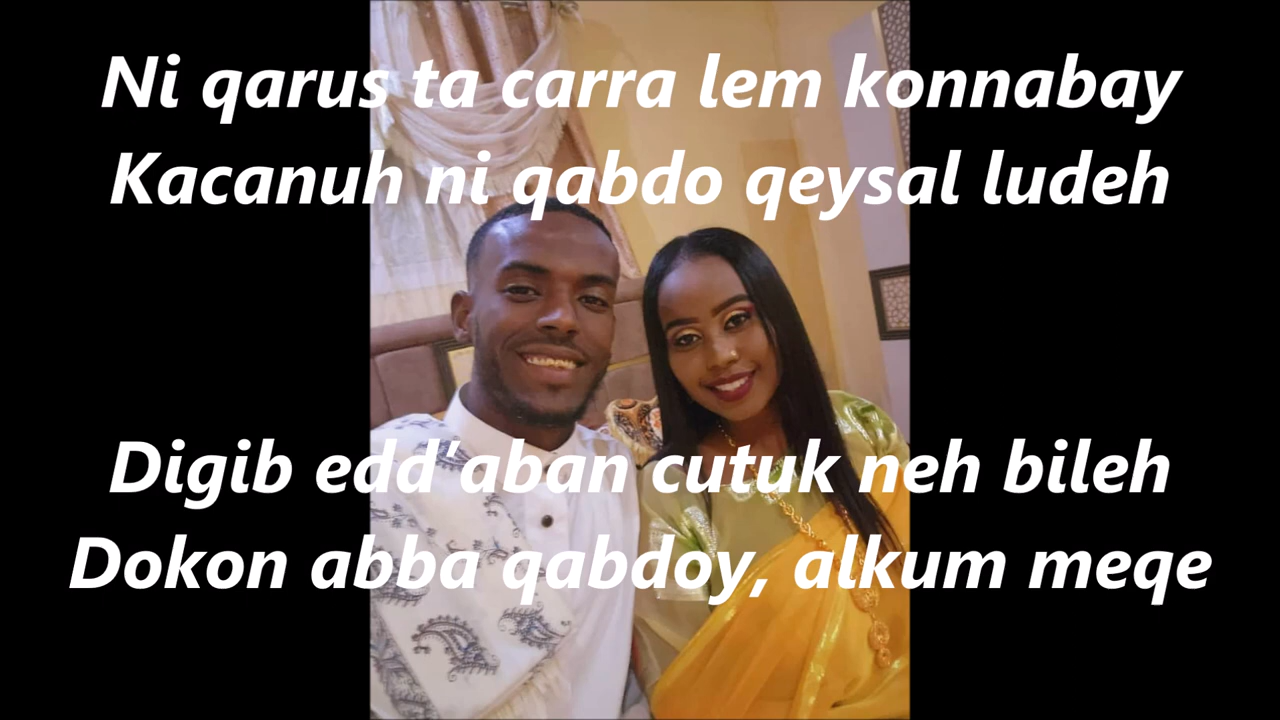 Ni qarus ta carra lem konnabay
Kacanuh ni qabdo qeysal ludeh
Digib edd'aban cutuk neh bileh
Dokon abba qabdoy, alkum meqe